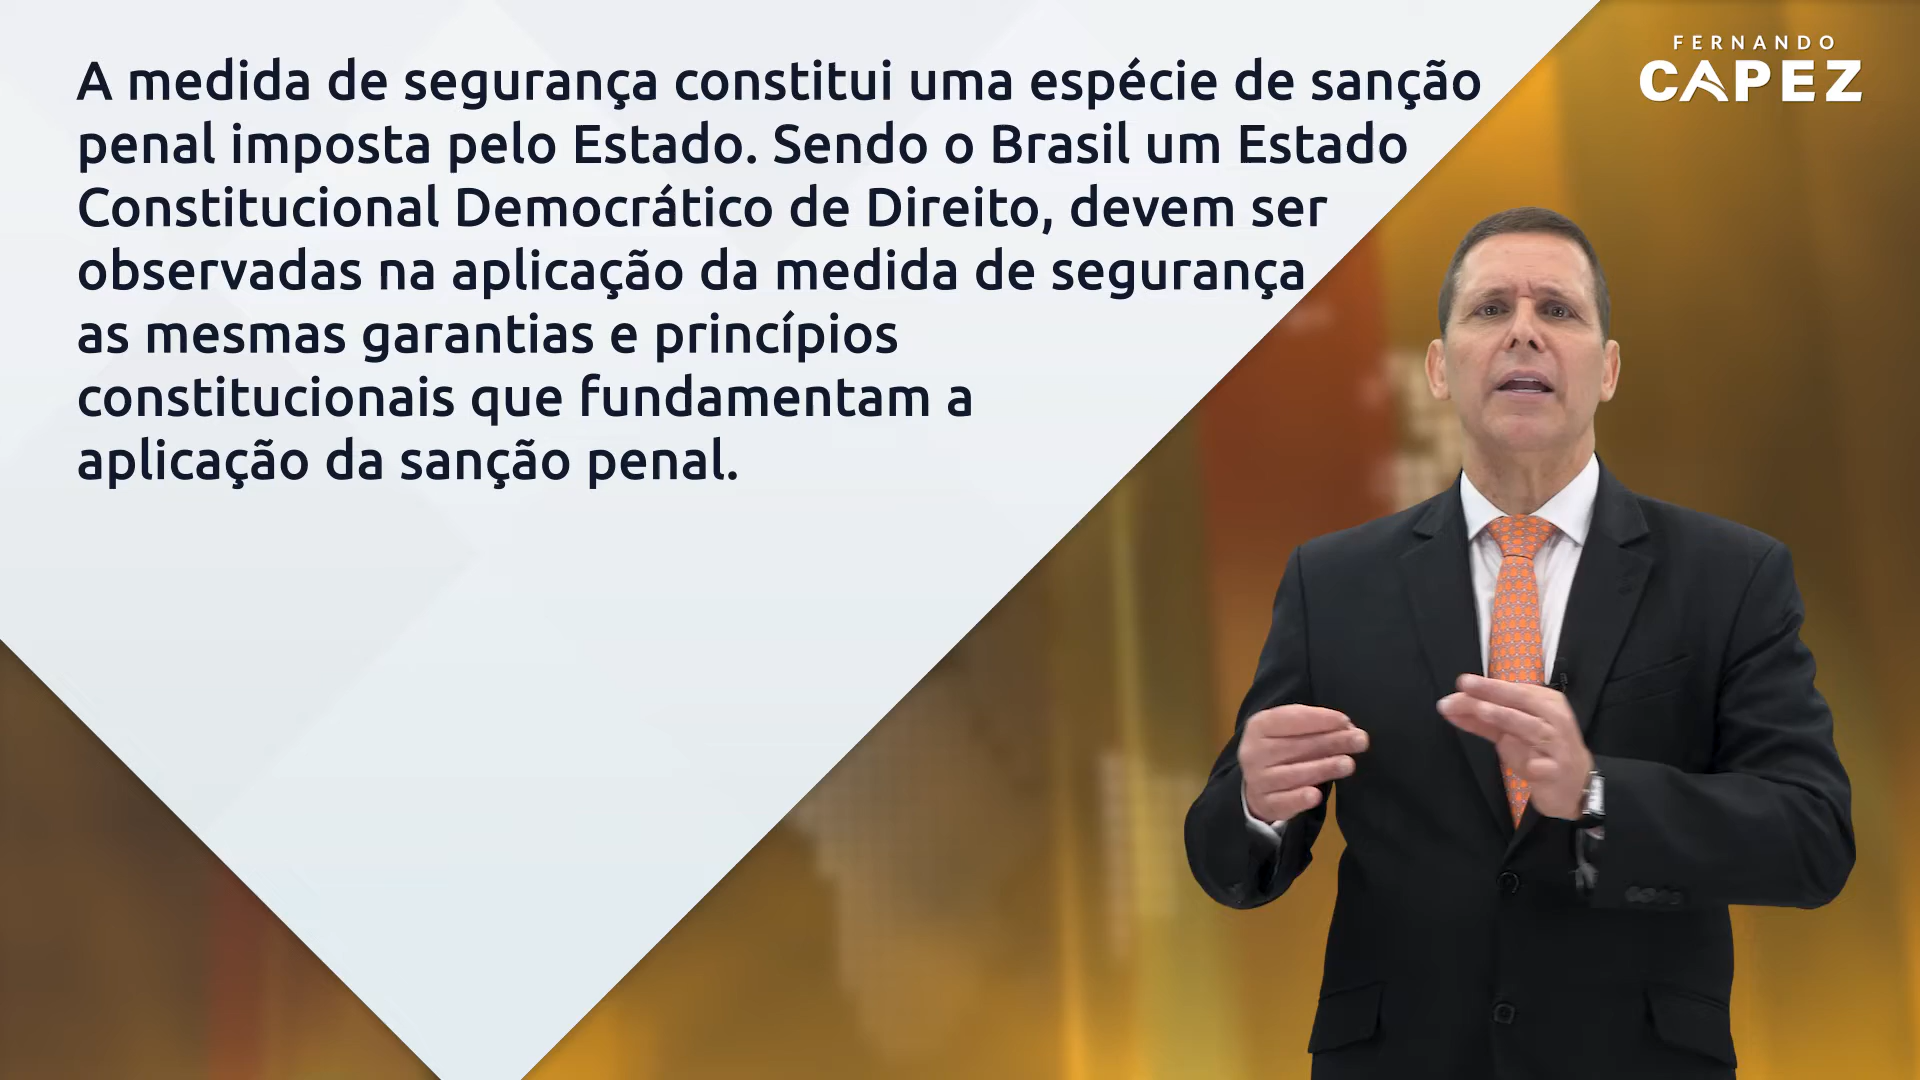 A medida de segurança constitui uma espécie de sanção
penal imposta pelo Estado. Sendo o Brasil um Estado
Constitucional Democrático de Direito, devem ser
observadas na aplicação da medida de segurança
as mesmas garantias e princípios
constitucionais que fundamentam a
aplicação da sanção penal.
FERNANDO
CAPEZ